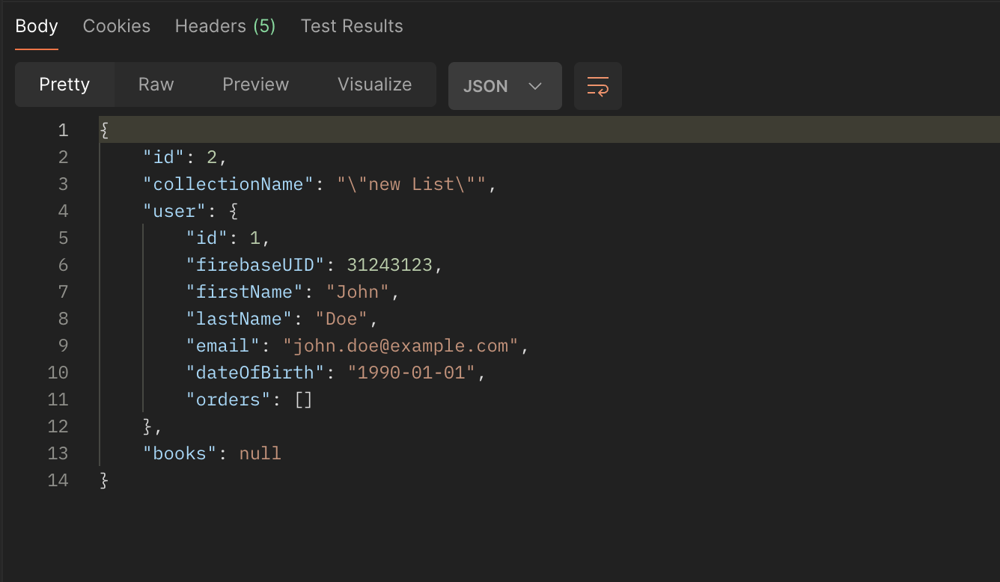 Body Cookies Headers (5) Test Results
Pretty Raw Preview Visualize JSON
1 {
2     "id": 2,
3     "collectionName": "\"new List\"",
4     "user": {
5         "id": 1,
6         "firebaseUID": 31243123,
7         "firstName": "John",
8         "lastName": "Doe",
9         "email": "john.doe@example.com",
10         "dateOfBirth": "1990-01-01",
11         "orders": []
12     },
13     "books": null
14 }